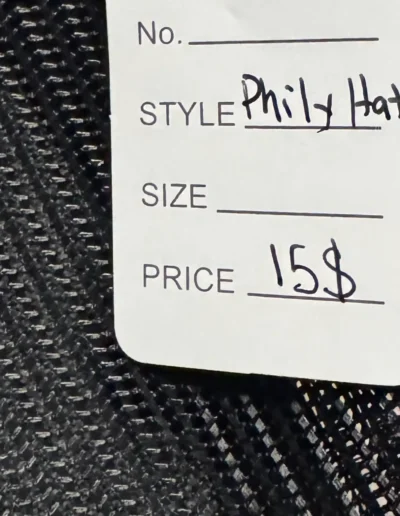 No.
STYLE Phily Hat
SIZE
PRICE 15$